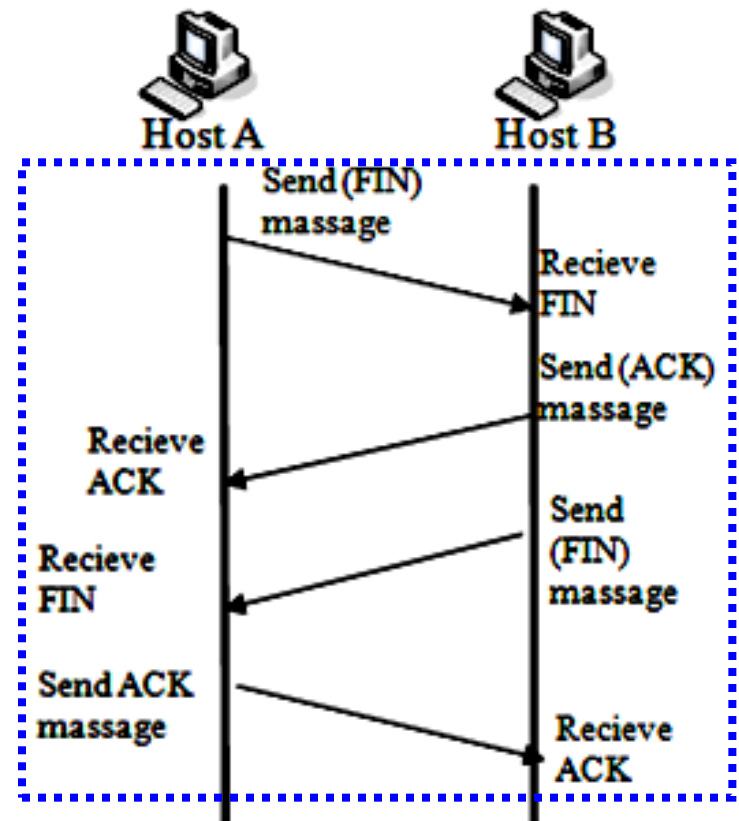 Host A
Host B
Send (FIN)
massage
Recieve
FIN
Send (ACK)
massage
Recieve
ACK
Send
(FIN)
massage
Recieve
FIN
Send ACK
massage
Recieve
ACK